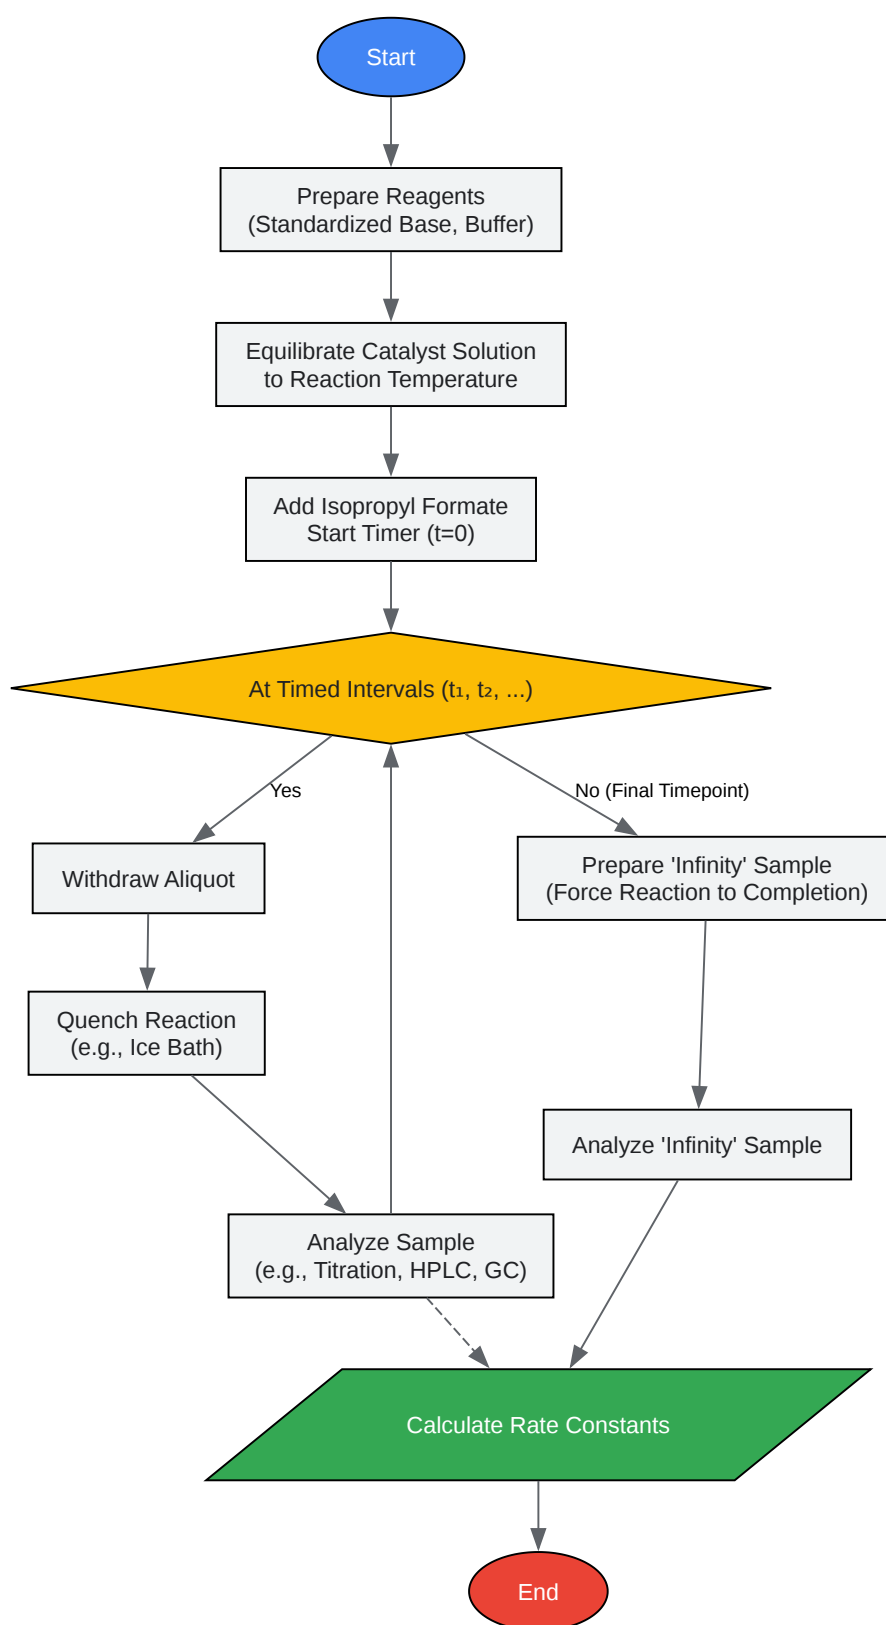 Start
Prepare Reagents
(Standardized Base, Buffer)
Equilibrate Catalyst Solution
to Reaction Temperature
Add Isopropyl Formate
Start Timer (t=0)
At Timed Intervals (t₁, t₂, ...)
Yes
No (Final Timepoint)
Withdraw Aliquot
Prepare 'Infinity' Sample
(Force Reaction to Completion)
Quench Reaction
(e.g., Ice Bath)
Analyze 'Infinity' Sample
Analyze Sample
(e.g., Titration, HPLC, GC)
Calculate Rate Constants
End